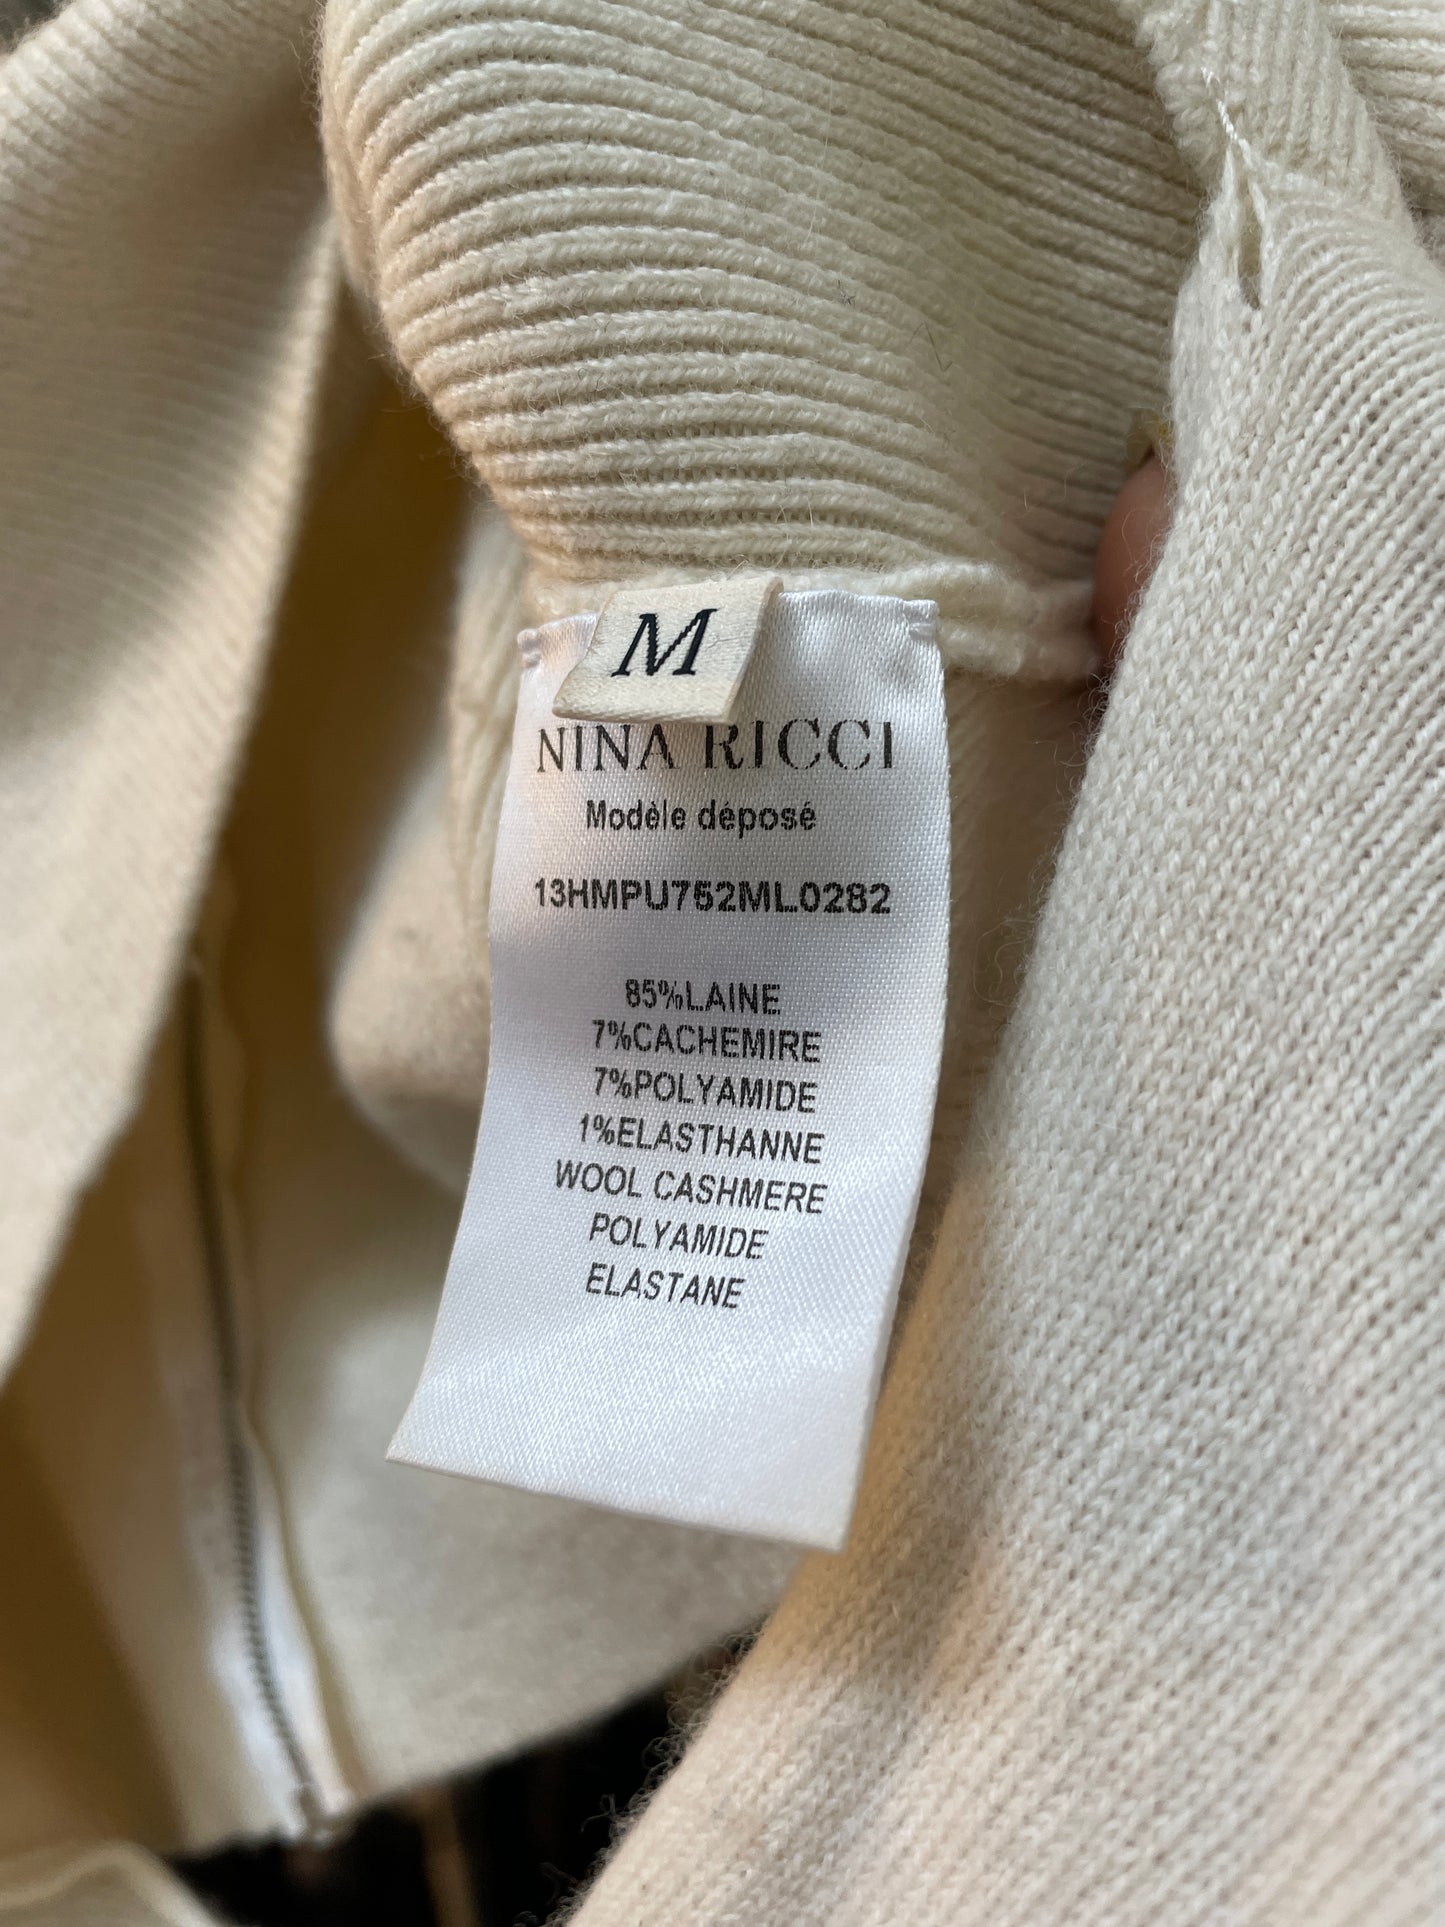 M
NINA RICCI
Modèle déposé
13HMPU752ML0282
85%LAINE
7%CACHEMIRE
7%POLYAMIDE
1%ELASTHANNE
WOOL CASHMERE
POLYAMIDE
ELASTANE